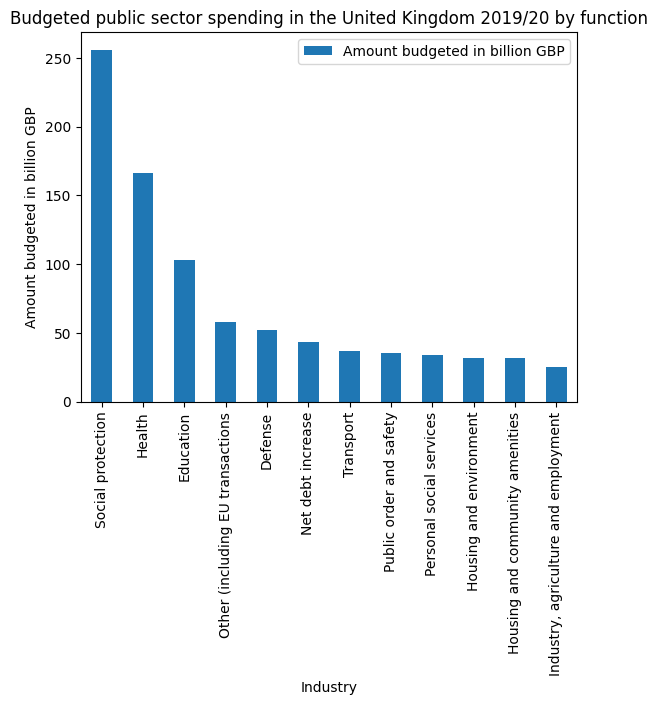 Budgeted public sector spending in the United Kingdom 2019/20 by function
Amount budgeted in billion GBP
Amount budgeted in billion GBP
250
200
150
100
50
0
Social protection
Health
Education
Other (including EU transactions
Defense
Net debt increase
Transport
Public order and safety
Personal social services
Housing and environment
Housing and community amenities
Industry, agriculture and employment
Industry